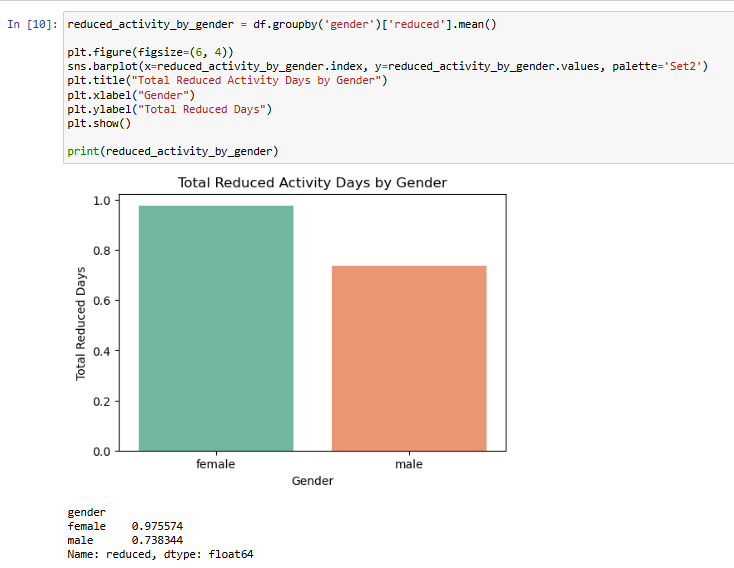 In [10]: reduced_activity_by_gender = df.groupby('gender')['reduced'].mean()
plt.figure(figsize=(6, 4))
sns.barplot(x=reduced_activity_by_gender.index, y=reduced_activity_by_gender.values, palette='Set2')
plt.title("Total Reduced Activity Days by Gender")
plt.xlabel("Gender")
plt.ylabel("Total Reduced Days")
plt.show()
print(reduced_activity_by_gender)
Total Reduced Activity Days by Gender
Total Reduced Days
1.0
0.8
0.6
0.4
0.2
0.0
female male
Gender
gender
female 0.975574
male 0.738344
Name: reduced, dtype: float64